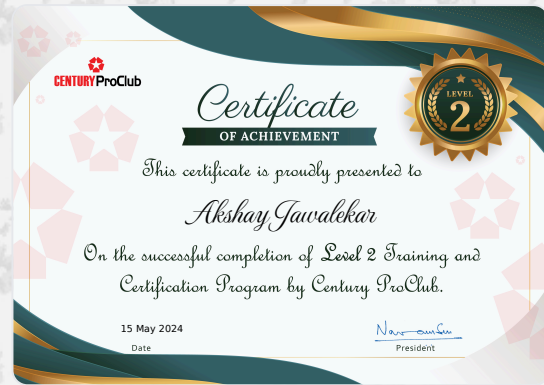 CENTURY ProClub
LEVEL
2
Certificate
OF ACHIEVEMENT
This certificate is proudly presented to
Akshay Jawalekar
On the successful completion of Level 2 Training and
Certification Program by Century ProClub.
15 May 2024
Date
President